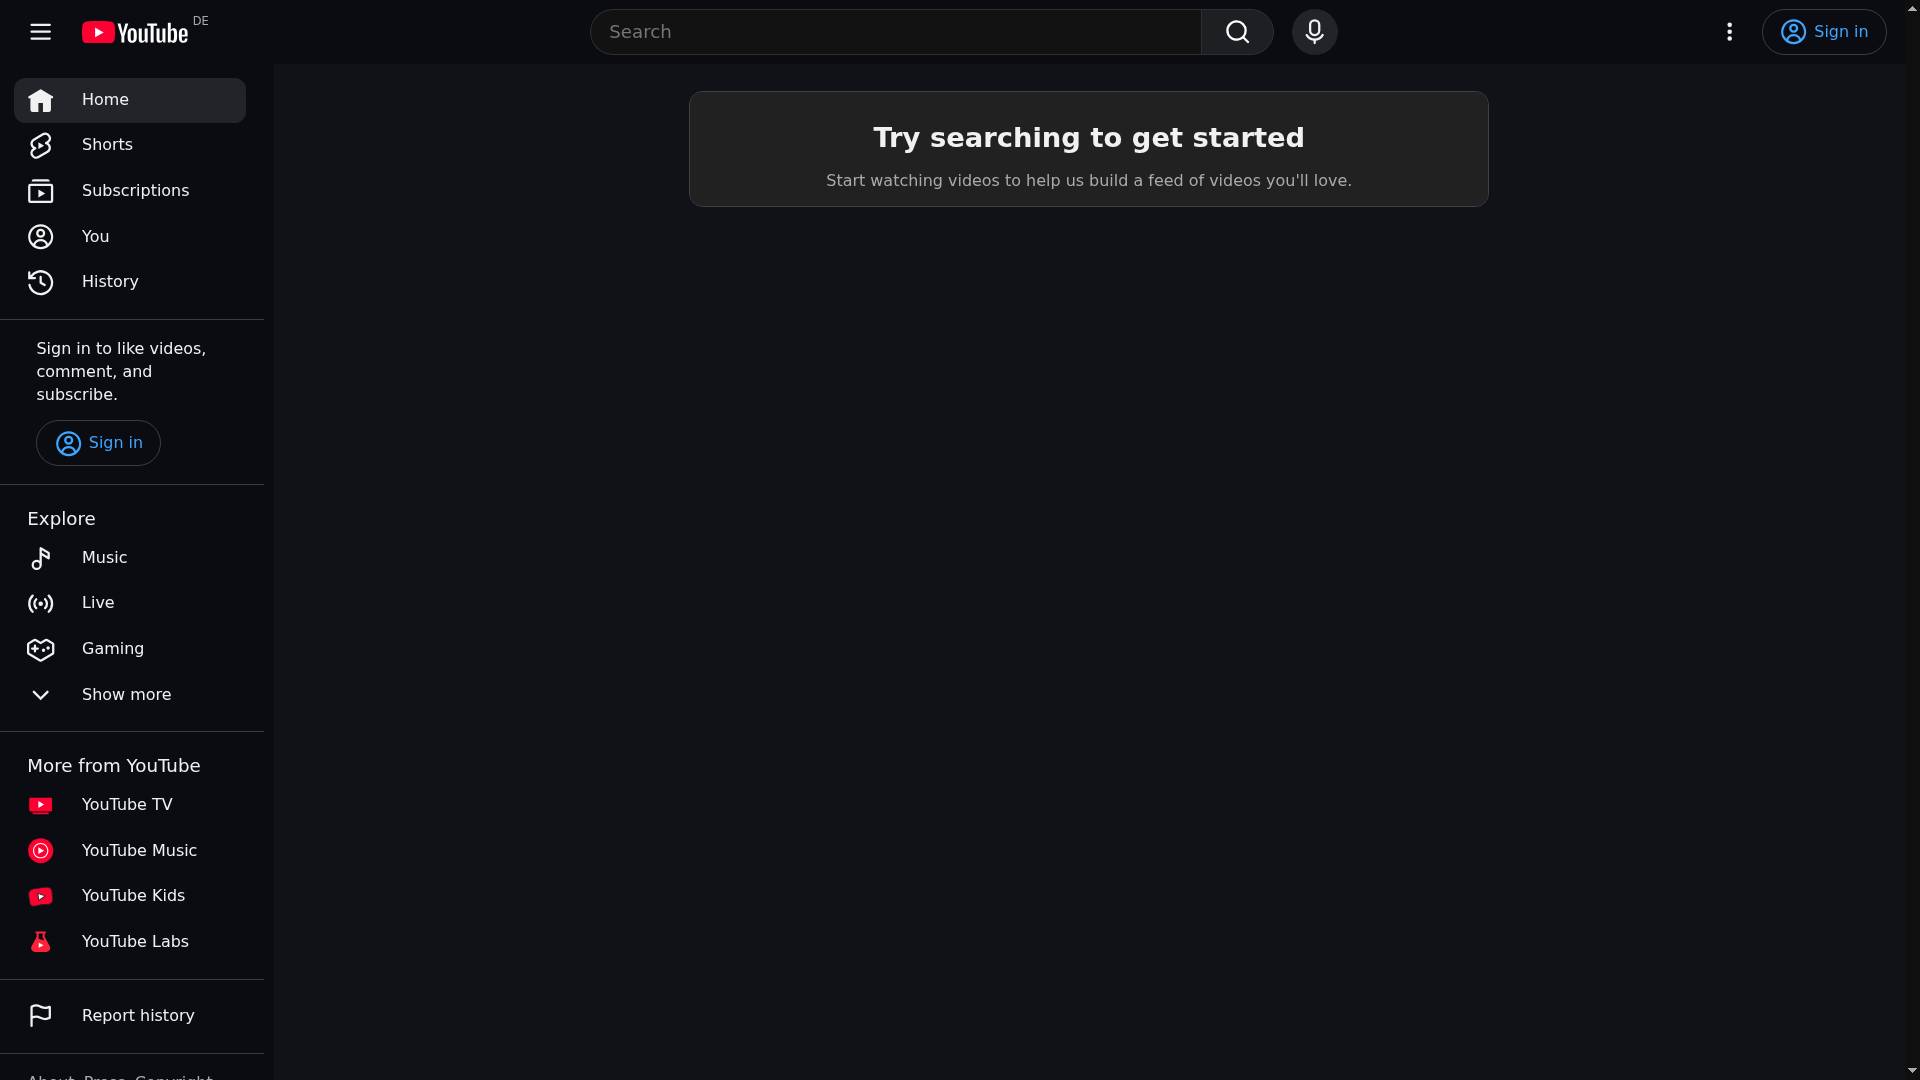 YouTube DE
Search
Sign in
Home
Shorts
Subscriptions
You
History
Sign in to like videos,
comment, and
subscribe.
Sign in
Explore
Music
Live
Gaming
Show more
More from YouTube
YouTube TV
YouTube Music
YouTube Kids
YouTube Labs
Report history
About Press Copyright
Try searching to get started
Start watching videos to help us build a feed of videos you'll love.